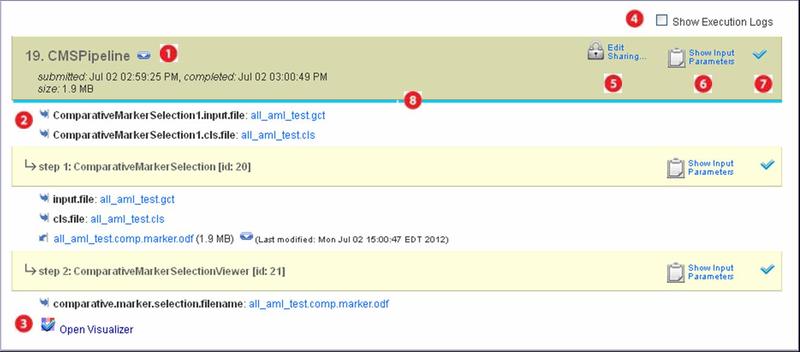 4 Show Execution Logs
19. CMSPipeline 1
Edit Sharing...
Show Input Parameters
submitted: Jul 02 02:59:25 PM, completed: Jul 02 03:00:49 PM
size: 1.9 MB
5 6 7
8
2 ComparativeMarkerSelection1.input.file: all_aml_test.gct
ComparativeMarkerSelection1.cls.file: all_aml_test.cls
step 1: ComparativeMarkerSelection [id: 20]
Show Input Parameters
input.file: all_aml_test.gct
cls.file: all_aml_test.cls
all_aml_test.comp.marker.odf (1.9 MB) (Last modified: Mon Jul 02 15:00:47 EDT 2012)
step 2: ComparativeMarkerSelectionViewer [id: 21]
Show Input Parameters
comparative.marker.selection.filename: all_aml_test.comp.marker.odf
3 Open Visualizer